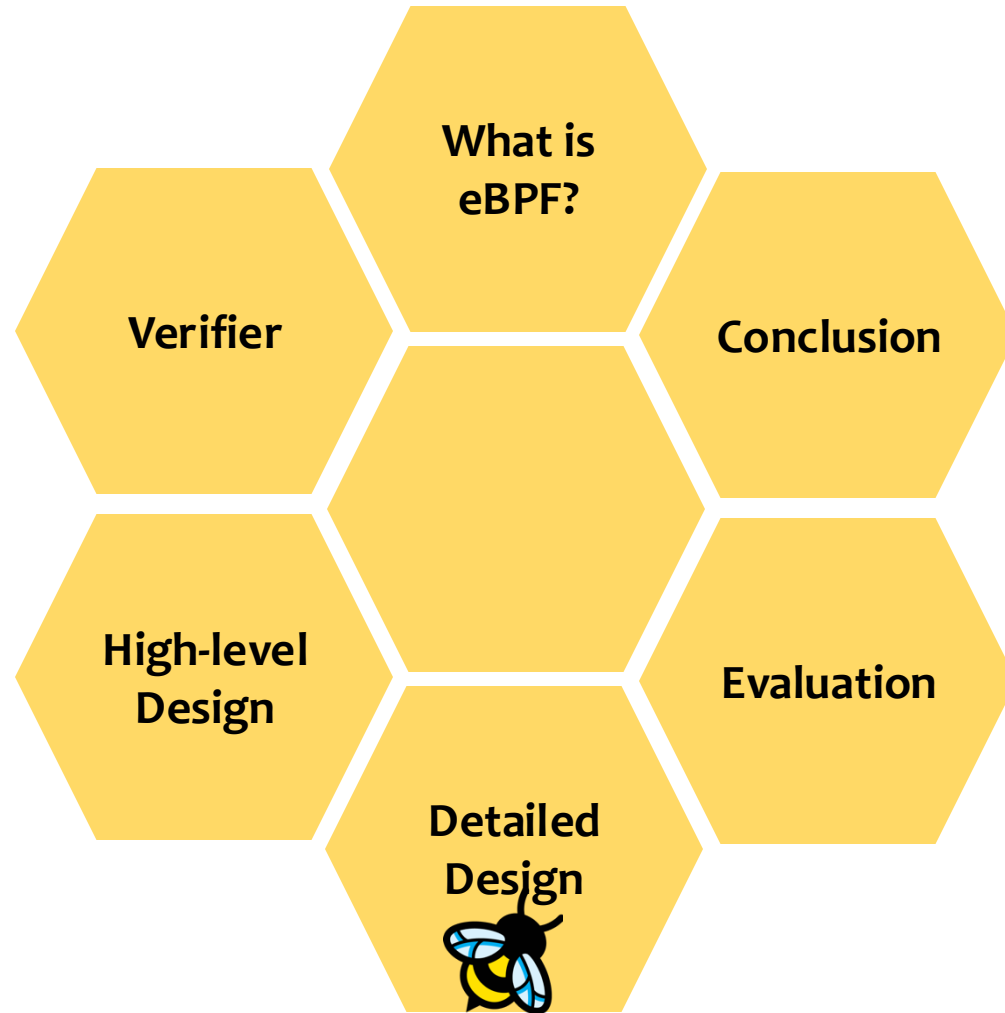 What is
eBPF?
Verifier
Conclusion
High-level
Design
Evaluation
Detailed
Design